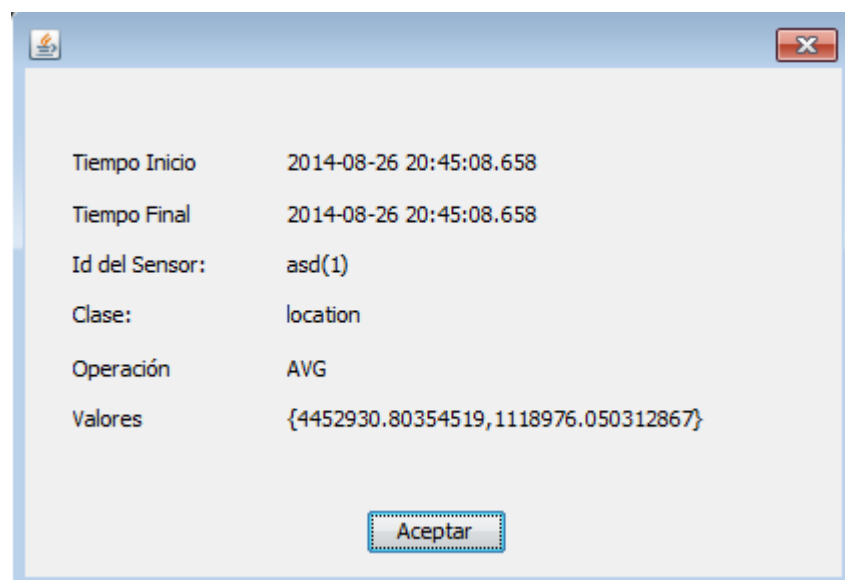 Tiempo Inicio 2014-08-26 20:45:08.658
Tiempo Final 2014-08-26 20:45:08.658
Id del Sensor: asd(1)
Clase: location
Operación AVG
Valores {4452930.80354519,1118976.050312867}
Aceptar